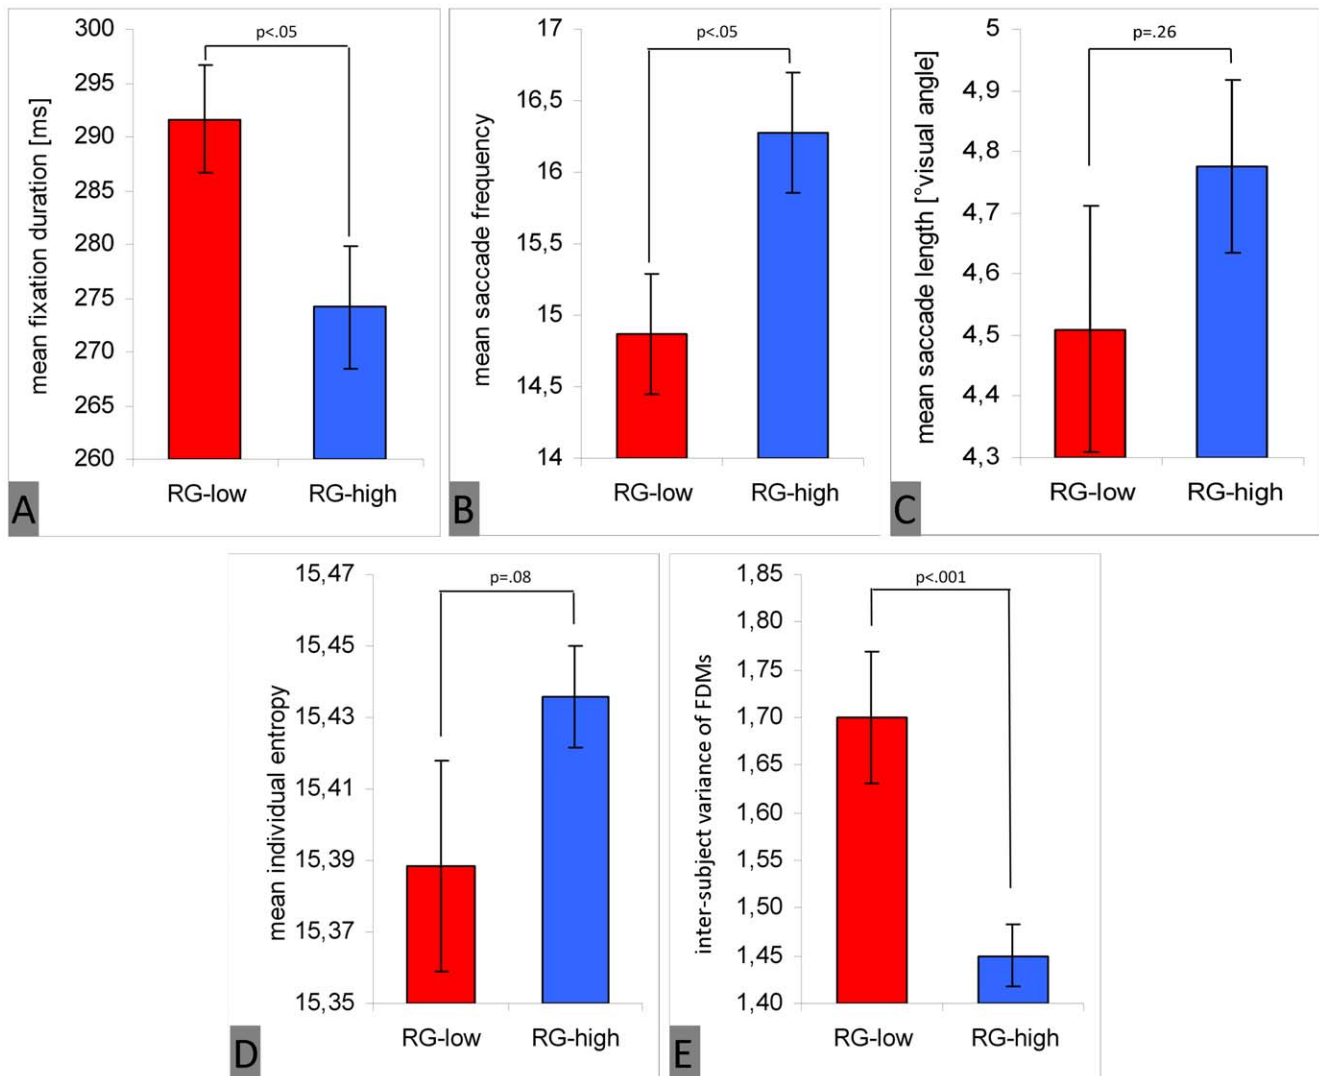 mean fixation duration [ms]
300
295
290
285
280
275
270
265
260
p<.05
RG-low RG-high
A
mean saccade frequency
17
16,5
16
15,5
15
14,5
14
p<.05
RG-low RG-high
B
mean saccade length [°visual angle]
5
4,9
4,8
4,7
4,6
4,5
4,4
4,3
p=.26
RG-low RG-high
C
mean individual entropy
15,47
15,45
15,43
15,41
15,39
15,37
15,35
p=.08
RG-low RG-high
D
inter-subject variance of FDMs
1,85
1,80
1,75
1,70
1,65
1,60
1,55
1,50
1,45
1,40
p<.001
RG-low RG-high
E